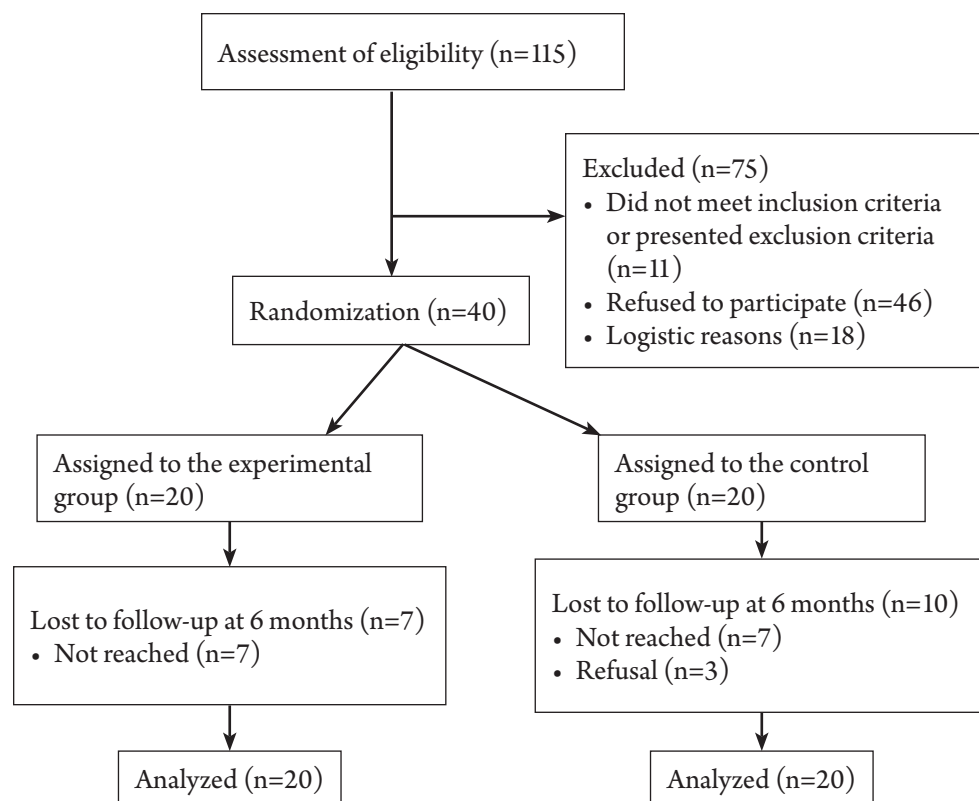 Assessment of eligibility (n=115)
Excluded (n=75)
• Did not meet inclusion criteria
or presented exclusion criteria
(n=11)
• Refused to participate (n=46)
• Logistic reasons (n=18)
Randomization (n=40)
Assigned to the experimental
group (n=20)
Assigned to the control
group (n=20)
Lost to follow-up at 6 months (n=7)
• Not reached (n=7)
Lost to follow-up at 6 months (n=10)
• Not reached (n=7)
• Refusal (n=3)
Analyzed (n=20)
Analyzed (n=20)